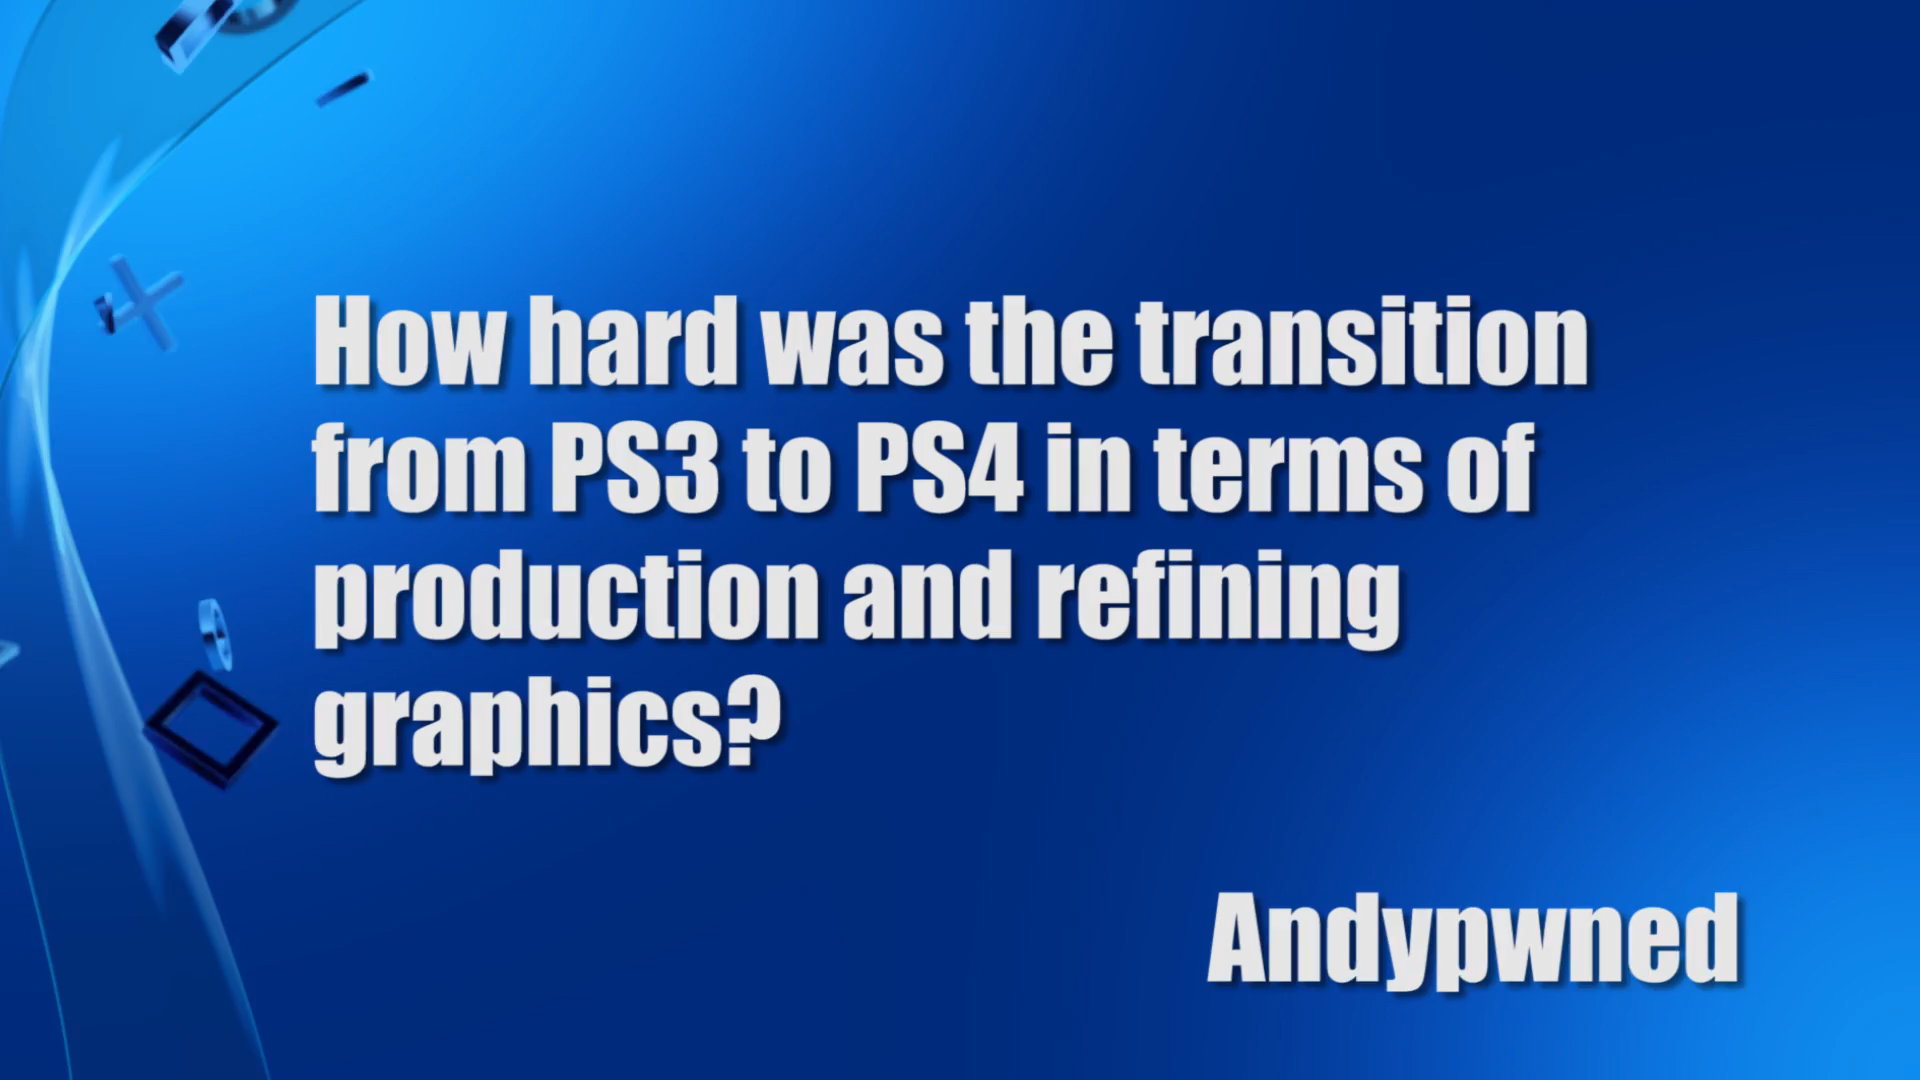 How hard was the transition
from PS3 to PS4 in terms of
production and refining
graphics?
Andypwned